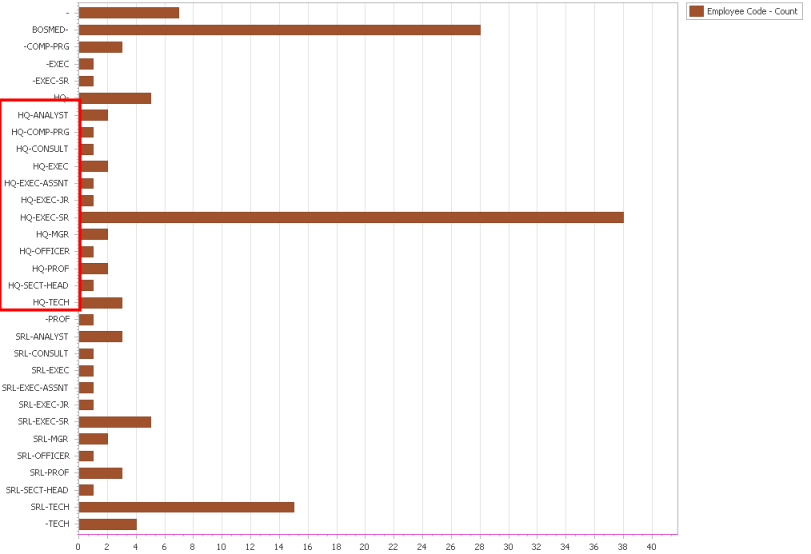 Employee Code - Count
-
BOSMED-
-COMP-PRG
-EXEC
-EXEC-SR
HQ-
HQ-ANALYST
HQ-COMP-PRG
HQ-CONSULT
HQ-EXEC
HQ-EXEC-ASSNT
HQ-EXEC-JR
HQ-EXEC-SR
HQ-MGR
HQ-OFFICER
HQ-PROF
HQ-SECT-HEAD
HQ-TECH
-PROF
SRL-ANALYST
SRL-CONSULT
SRL-EXEC
SRL-EXEC-ASSNT
SRL-EXEC-JR
SRL-EXEC-SR
SRL-MGR
SRL-OFFICER
SRL-PROF
SRL-SECT-HEAD
SRL-TECH
-TECH
0 2 4 6 8 10 12 14 16 18 20 22 24 26 28 30 32 34 36 38 40